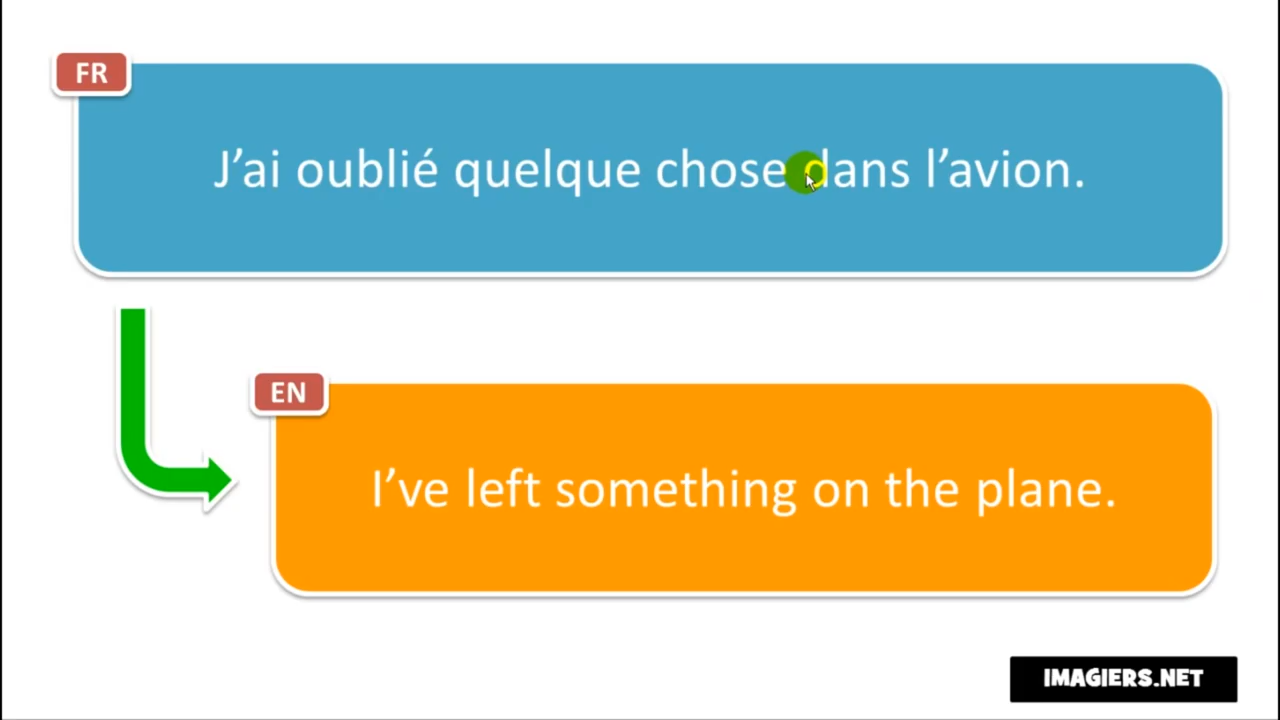 FR
J’ai oublié quelque chose dans l’avion.
EN
I’ve left something on the plane.
IMAGIERS.NET